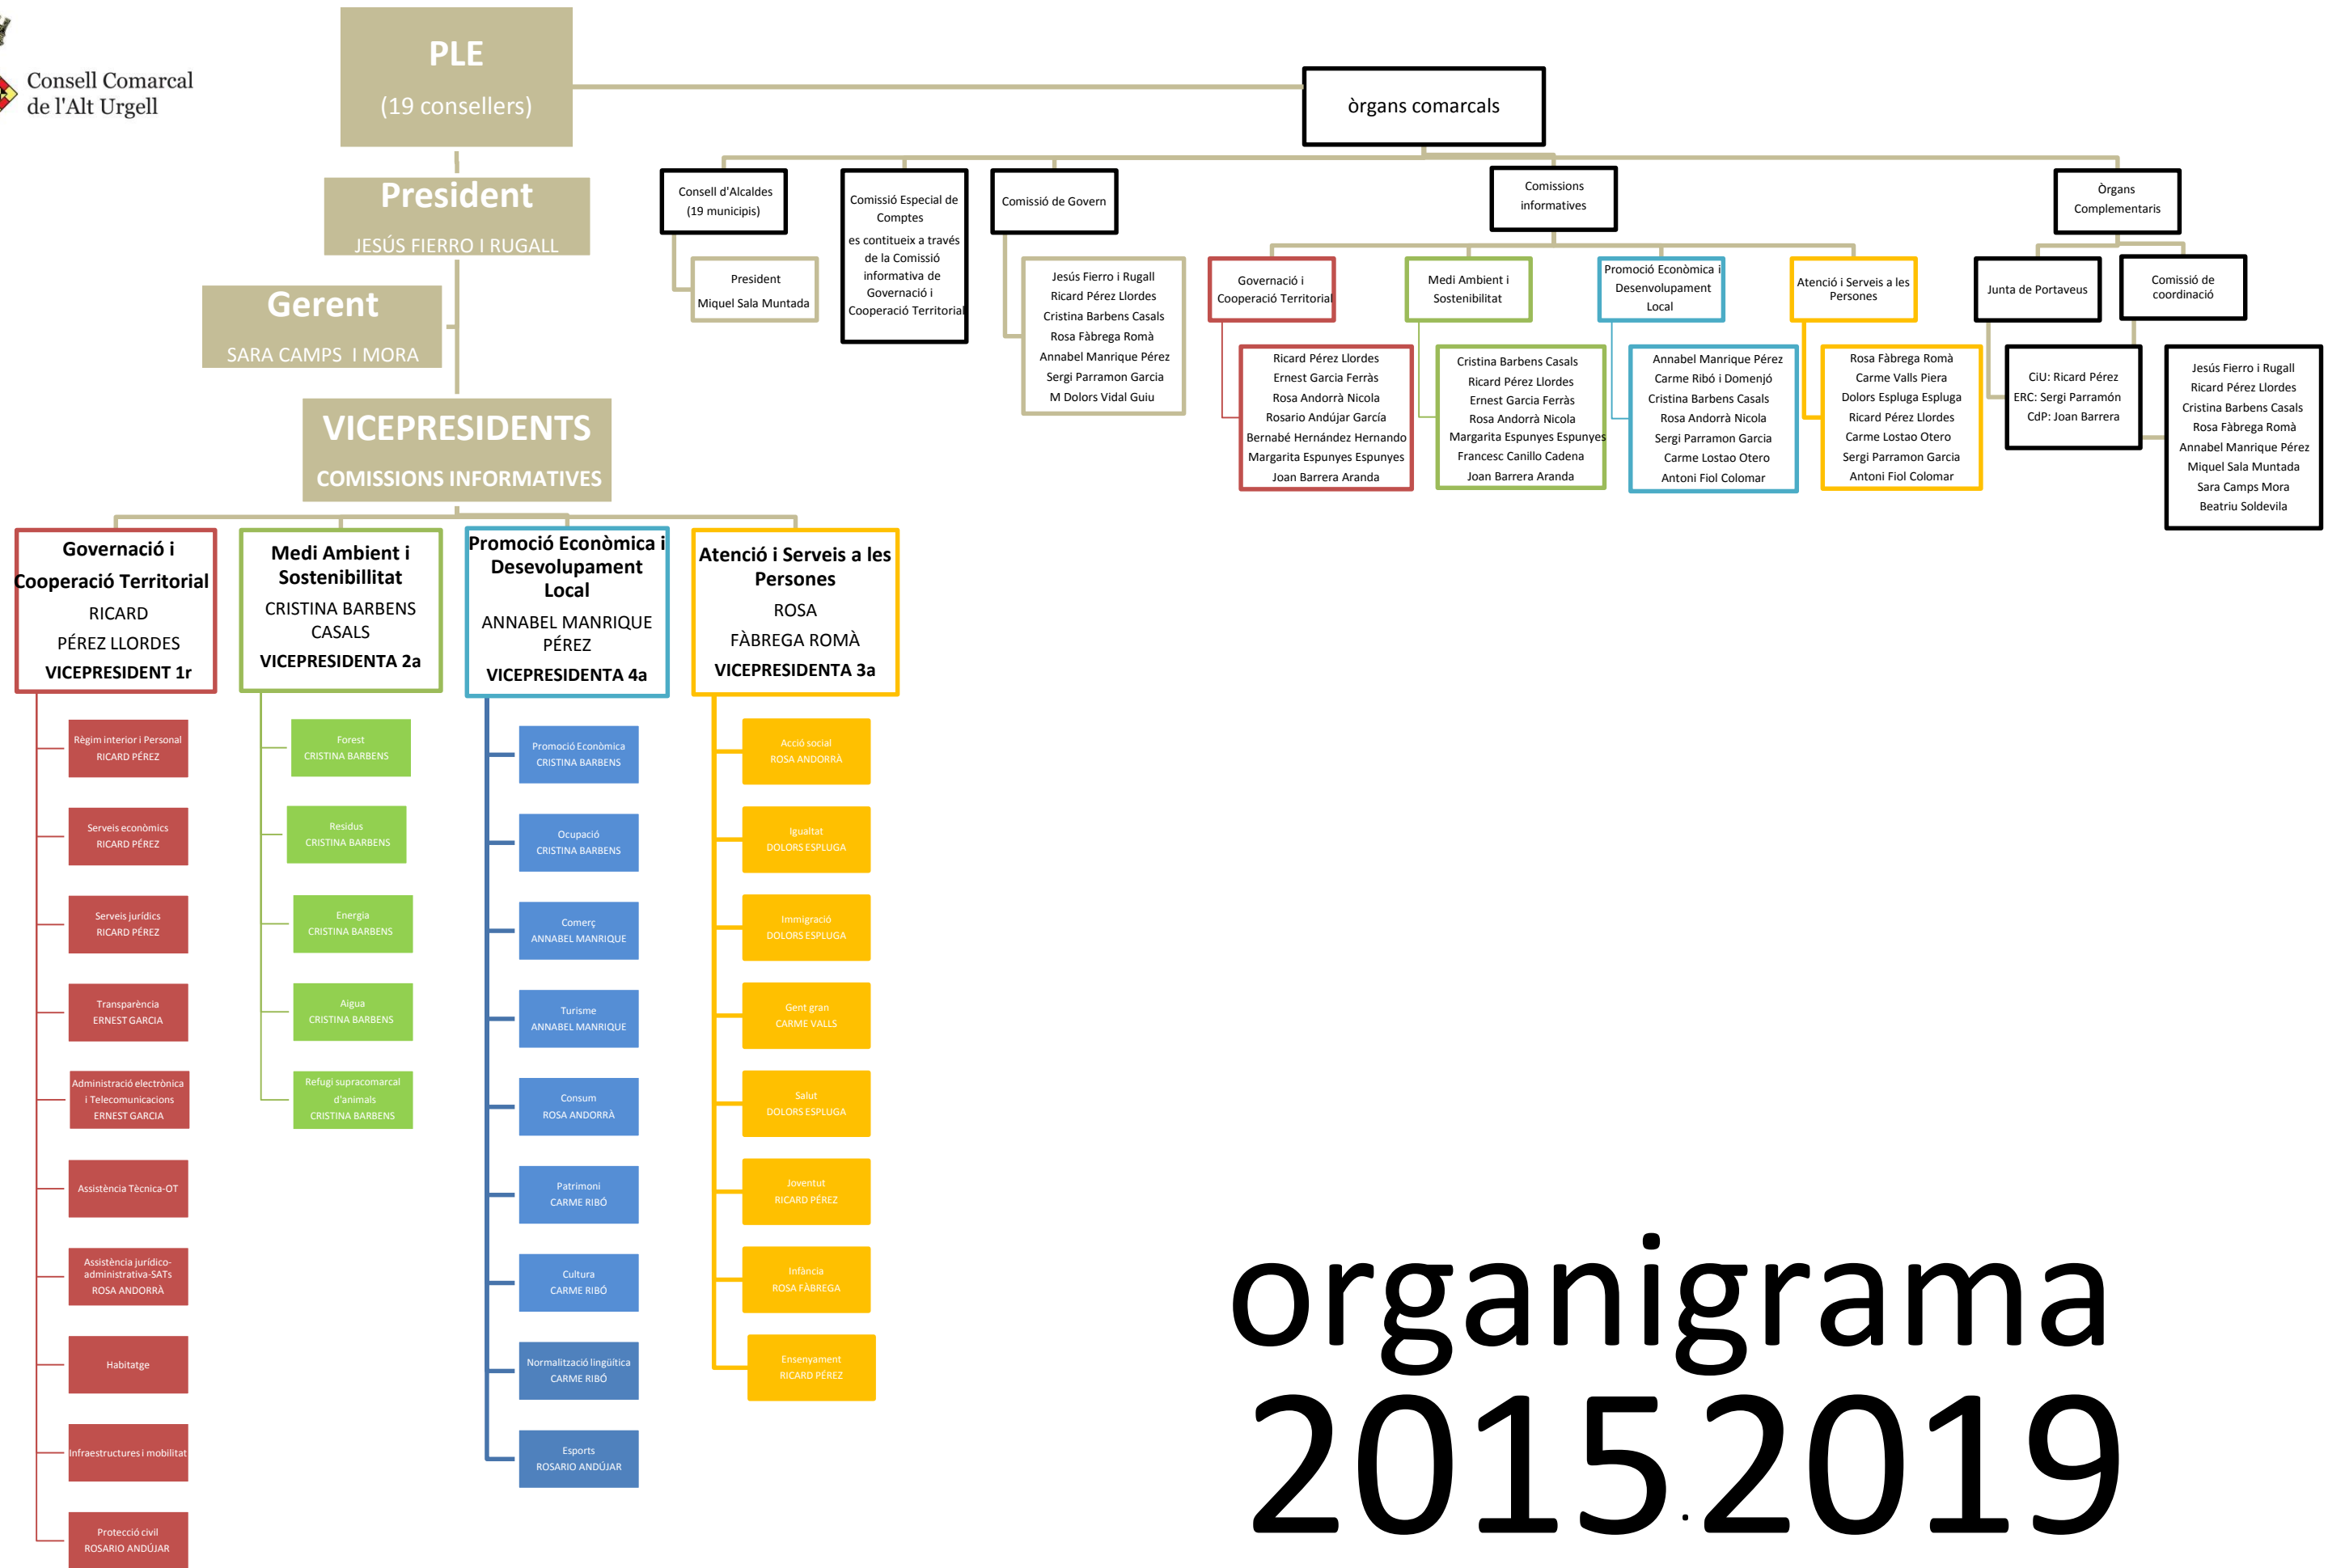 Consell Comarcal
de l'Alt Urgell
PLE
(19 consellers)
President
JESÚS FIERRO I RUGALL
Gerent
SARA CAMPS I MORA
VICEPRESIDENTS
COMISSIONS INFORMATIVES
òrgans comarcals
Consell d'Alcaldes
(19 municipis)
President
Miquel Sala Muntada
Comissió Especial de
Comptes
es contitueix a través
de la Comissió
informativa de
Governació i
Cooperació Territorial
Comissió de Govern
Jesús Fierro i Rugall
Ricard Pérez Llordes
Cristina Barbens Casals
Rosa Fàbrega Romà
Annabel Manrique Pérez
Sergi Parramon Garcia
M Dolors Vidal Guiu
Comissions
informatives
Governació i
Cooperació Territorial
Ricard Pérez Llordes
Ernest Garcia Ferràs
Rosa Andorrà Nicola
Rosario Andújar García
Bernabé Hernández Hernando
Margarita Espunyes Espunyes
Joan Barrera Aranda
Medi Ambient i
Sostenibilitat
Cristina Barbens Casals
Ricard Pérez Llordes
Ernest Garcia Ferràs
Rosa Andorrà Nicola
Margarita Espunyes Espunyes
Francesc Canillo Cadena
Joan Barrera Aranda
Promoció Econòmica i
Desenvolupament
Local
Annabel Manrique Pérez
Carme Ribó i Domenjó
Cristina Barbens Casals
Rosa Andorrà Nicola
Sergi Parramon Garcia
Carme Lostao Otero
Antoni Fiol Colomar
Atenció i Serveis a les
Persones
Rosa Fàbrega Romà
Carme Valls Piera
Dolors Espluga Espluga
Ricard Pérez Llordes
Carme Lostao Otero
Sergi Parramon Garcia
Antoni Fiol Colomar
Òrgans
Complementaris
Junta de Portaveus
CiU: Ricard Pérez
ERC: Sergi Parramón
CdP: Joan Barrera
Comissió de
coordinació
Jesús Fierro i Rugall
Ricard Pérez Llordes
Cristina Barbens Casals
Rosa Fàbrega Romà
Annabel Manrique Pérez
Miquel Sala Muntada
Sara Camps Mora
Beatriu Soldevila
Governació i
Cooperació Territorial
RICARD
PÉREZ LLORDES
VICEPRESIDENT 1r
Règim interior i Personal
RICARD PÉREZ
Serveis econòmics
RICARD PÉREZ
Serveis jurídics
RICARD PÉREZ
Transparència
ERNEST GARCIA
Administració electrònica
i Telecomunicacions
ERNEST GARCIA
Assistència Tècnica-OT
Assistència jurídico-
administrativa-SATs
ROSA ANDORRÀ
Habitatge
Infraestructures i mobilitat
Protecció civil
ROSARIO ANDÚJAR
Medi Ambient i
Sostenibillitat
CRISTINA BARBENS
CASALS
VICEPRESIDENTA 2a
Forest
CRISTINA BARBENS
Residus
CRISTINA BARBENS
Energia
CRISTINA BARBENS
Aigua
CRISTINA BARBENS
Refugi supracomarcal
d'animals
CRISTINA BARBENS
Promoció Econòmica i
Desevolupament
Local
ANNABEL MANRIQUE
PÉREZ
VICEPRESIDENTA 4a
Promoció Econòmica
CRISTINA BARBENS
Ocupació
CRISTINA BARBENS
Comerç
ANNABEL MANRIQUE
Turisme
ANNABEL MANRIQUE
Consum
ROSA ANDORRÀ
Patrimoni
CARME RIBÓ
Cultura
CARME RIBÓ
Normalització lingüítica
CARME RIBÓ
Esports
ROSARIO ANDÚJAR
Atenció i Serveis a les
Persones
ROSA
FÀBREGA ROMÀ
VICEPRESIDENTA 3a
Acció social
ROSA ANDORRÀ
Igualtat
DOLORS ESPLUGA
Immigració
DOLORS ESPLUGA
Gent gran
CARME VALLS
Salut
DOLORS ESPLUGA
Joventut
RICARD PÉREZ
Infància
ROSA FÀBREGA
Ensenyament
RICARD PÉREZ
organigrama
2015.2019